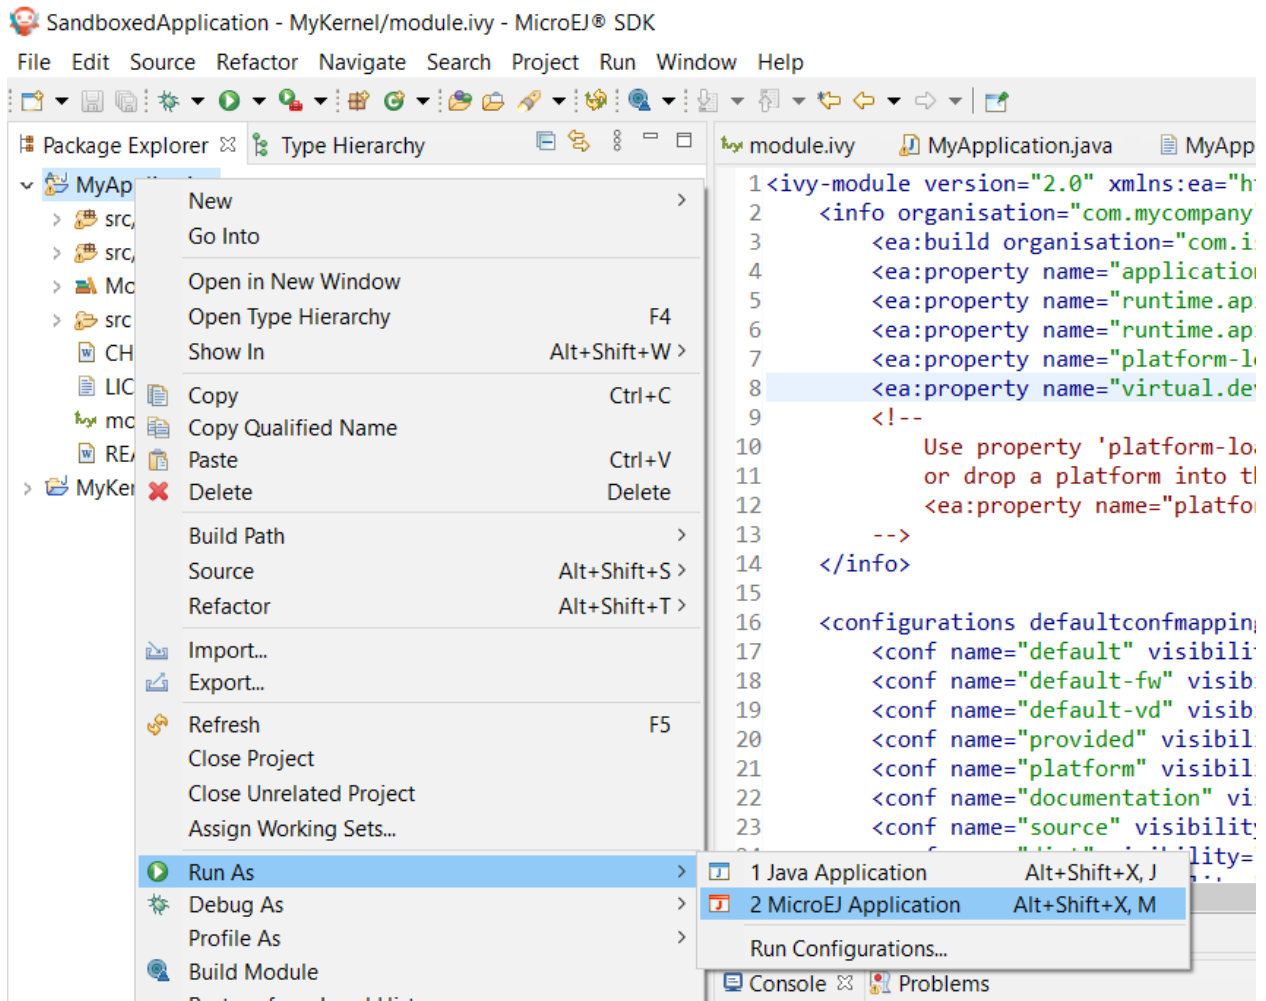 SandboxedApplication - MyKernel/module.ivy - MicroEJ® SDK
File Edit Source Refactor Navigate Search Project Run Window Help
Package Explorer Type Hierarchy
module.ivy MyApplication.java MyApp
MyAp
src/
src/
Mo
src
CH
LIC
mo
REA
MyKer
New
Go Into
Open in New Window
Open Type Hierarchy F4
Show In Alt+Shift+W >
Copy Ctrl+C
Copy Qualified Name
Paste Ctrl+V
Delete Delete
Build Path
Source Alt+Shift+S >
Refactor Alt+Shift+T >
Import...
Export...
Refresh F5
Close Project
Close Unrelated Project
Assign Working Sets...
Run As
Debug As
Profile As
Build Module
1 Java Application Alt+Shift+X, J
2 MicroEJ Application Alt+Shift+X, M
Run Configurations...
1 <ivy-module version="2.0" xmlns:ea="h
2 <info organisation="com.mycompany
3 <ea:build organisation="com.i
4 <ea:property name="application
5 <ea:property name="runtime.ap
6 <ea:property name="runtime.ap
7 <ea:property name="platform-l
8 <ea:property name="virtual.de
9 <!--
10 Use property 'platform-lo
11 or drop a platform into t
12 <ea:property name="platfo
13 -->
14 </info>
15
16 <configurations defaultconfmapping
17 <conf name="default" visibili
18 <conf name="default-fw" visib
19 <conf name="default-vd" visib
20 <conf name="provided" visibil
21 <conf name="platform" visibil
22 <conf name="documentation" vi
23 <conf name="source" visibility
lity=
Console Problems